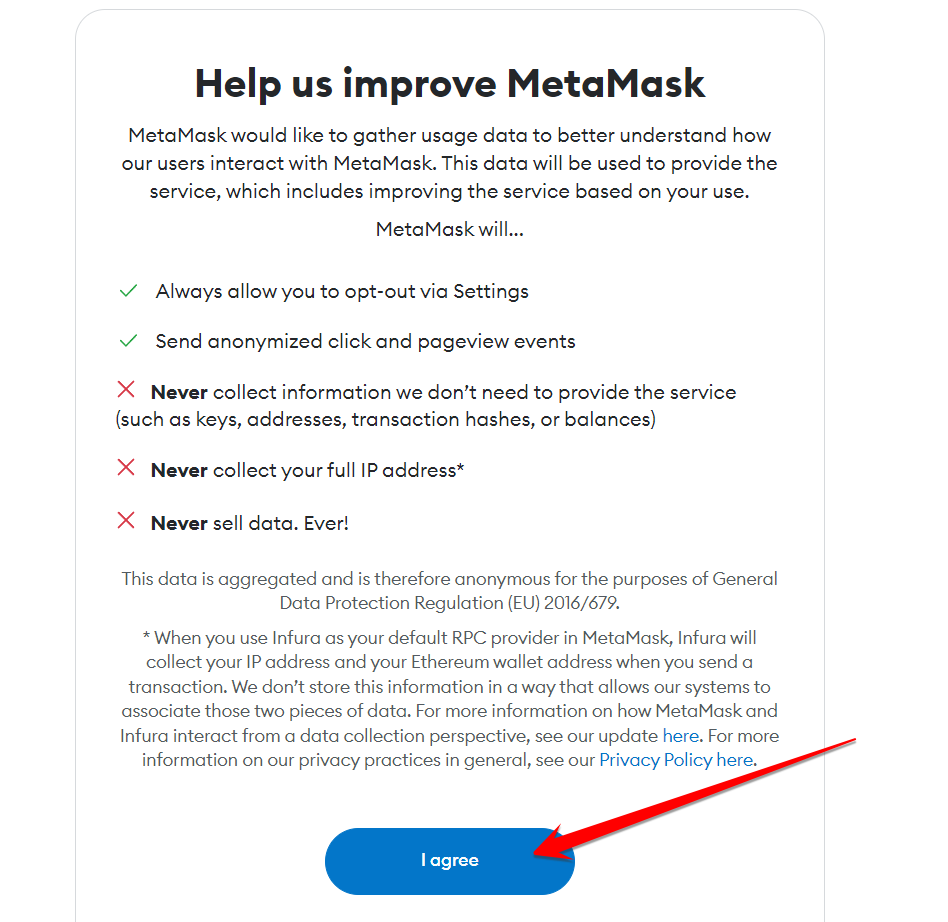 Help us improve MetaMask
MetaMask would like to gather usage data to better understand how
our users interact with MetaMask. This data will be used to provide the
service, which includes improving the service based on your use.
MetaMask will...
Always allow you to opt-out via Settings
Send anonymized click and pageview events
Never collect information we don’t need to provide the service
(such as keys, addresses, transaction hashes, or balances)
Never collect your full IP address*
Never sell data. Ever!
This data is aggregated and is therefore anonymous for the purposes of General
Data Protection Regulation (EU) 2016/679.
* When you use Infura as your default RPC provider in MetaMask, Infura will
collect your IP address and your Ethereum wallet address when you send a
transaction. We don’t store this information in a way that allows our systems to
associate those two pieces of data. For more information on how MetaMask and
Infura interact from a data collection perspective, see our update here. For more
information on our privacy practices in general, see our Privacy Policy here.
I agree